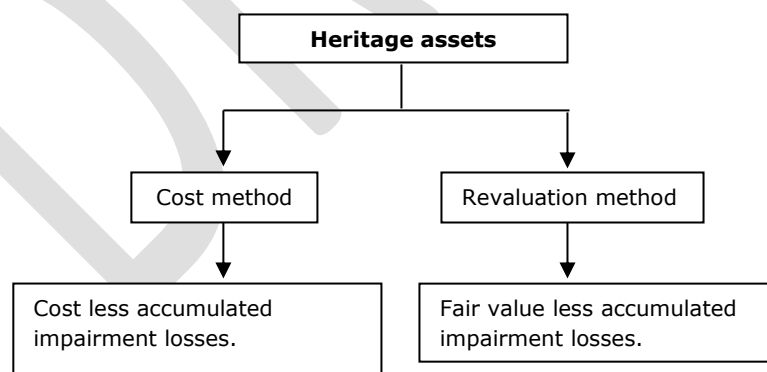 Heritage assets
Cost method
Revaluation method
Cost less accumulated
impairment losses.
Fair value less accumulated
impairment losses.